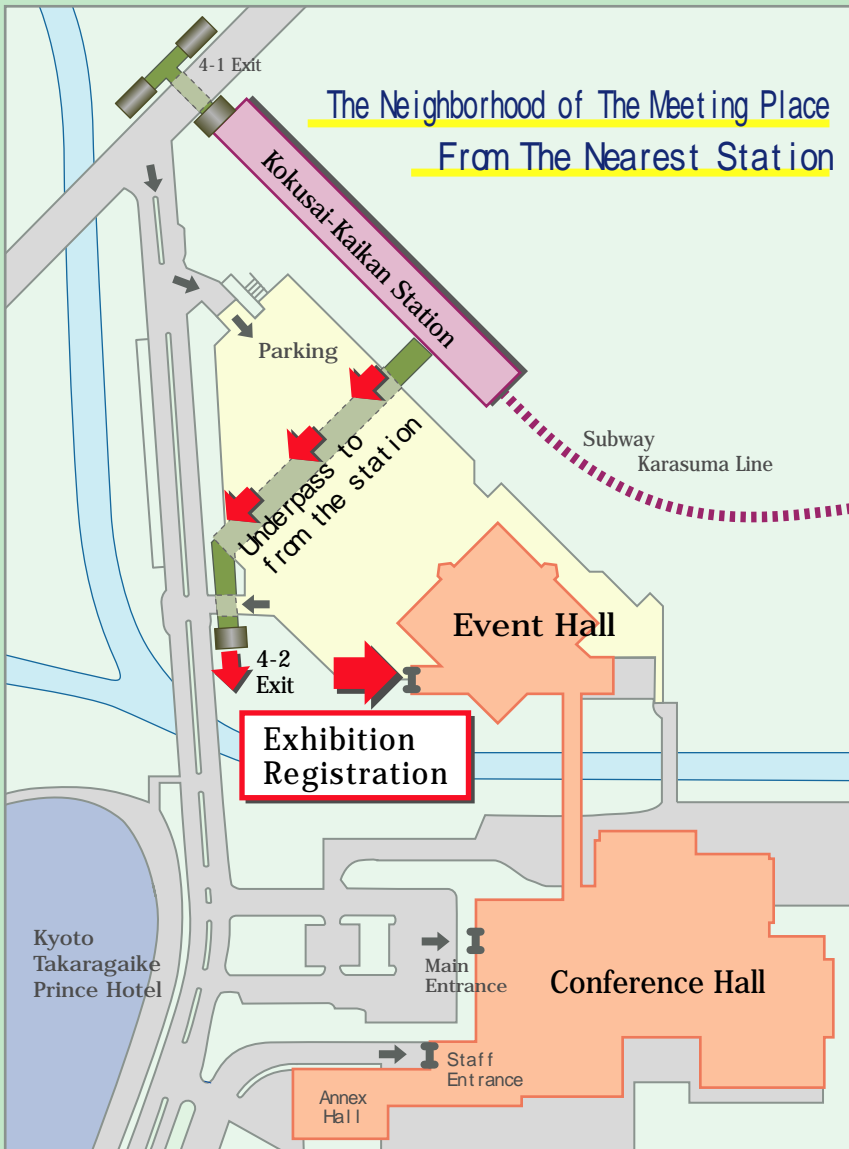 4-1 Exit
The Neighborhood of The Meeting Place
From The Nearest Station
Kokusai-Kaikan Station
Parking
Subway
Karasuma Line
Underpass to
from the station
Event Hall
4-2
Exit
Exhibition
Registration
Kyoto
Takaragaike
Prince Hotel
Main
Entrance
Conference Hall
Staff
Entrance
Annex
Hall